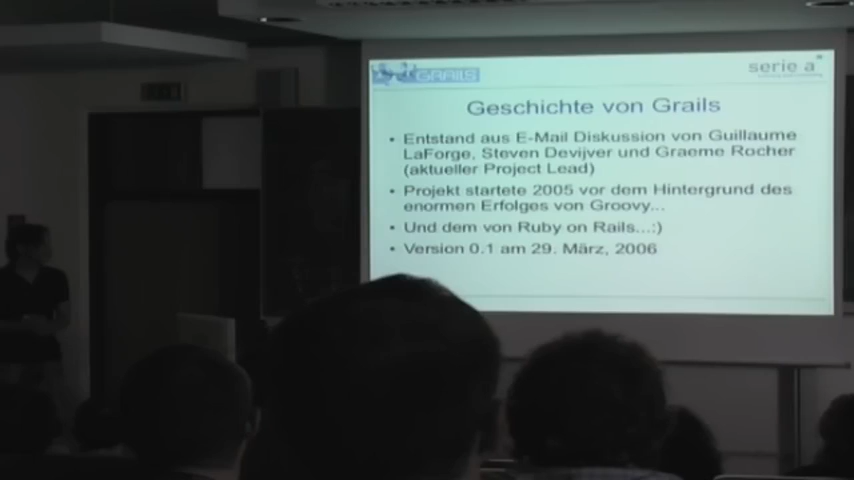 GRAILS
serie a
Geschichte von Grails
• Entstand aus E-Mail Diskussion von Guillaume
LaForge, Steven Devijver und Graeme Rocher
(aktueller Project Lead)
• Projekt startete 2005 vor dem Hintergrund des
enormen Erfolges von Groovy...
• Und dem von Ruby on Rails...:)
• Version 0.1 am 29. März, 2006